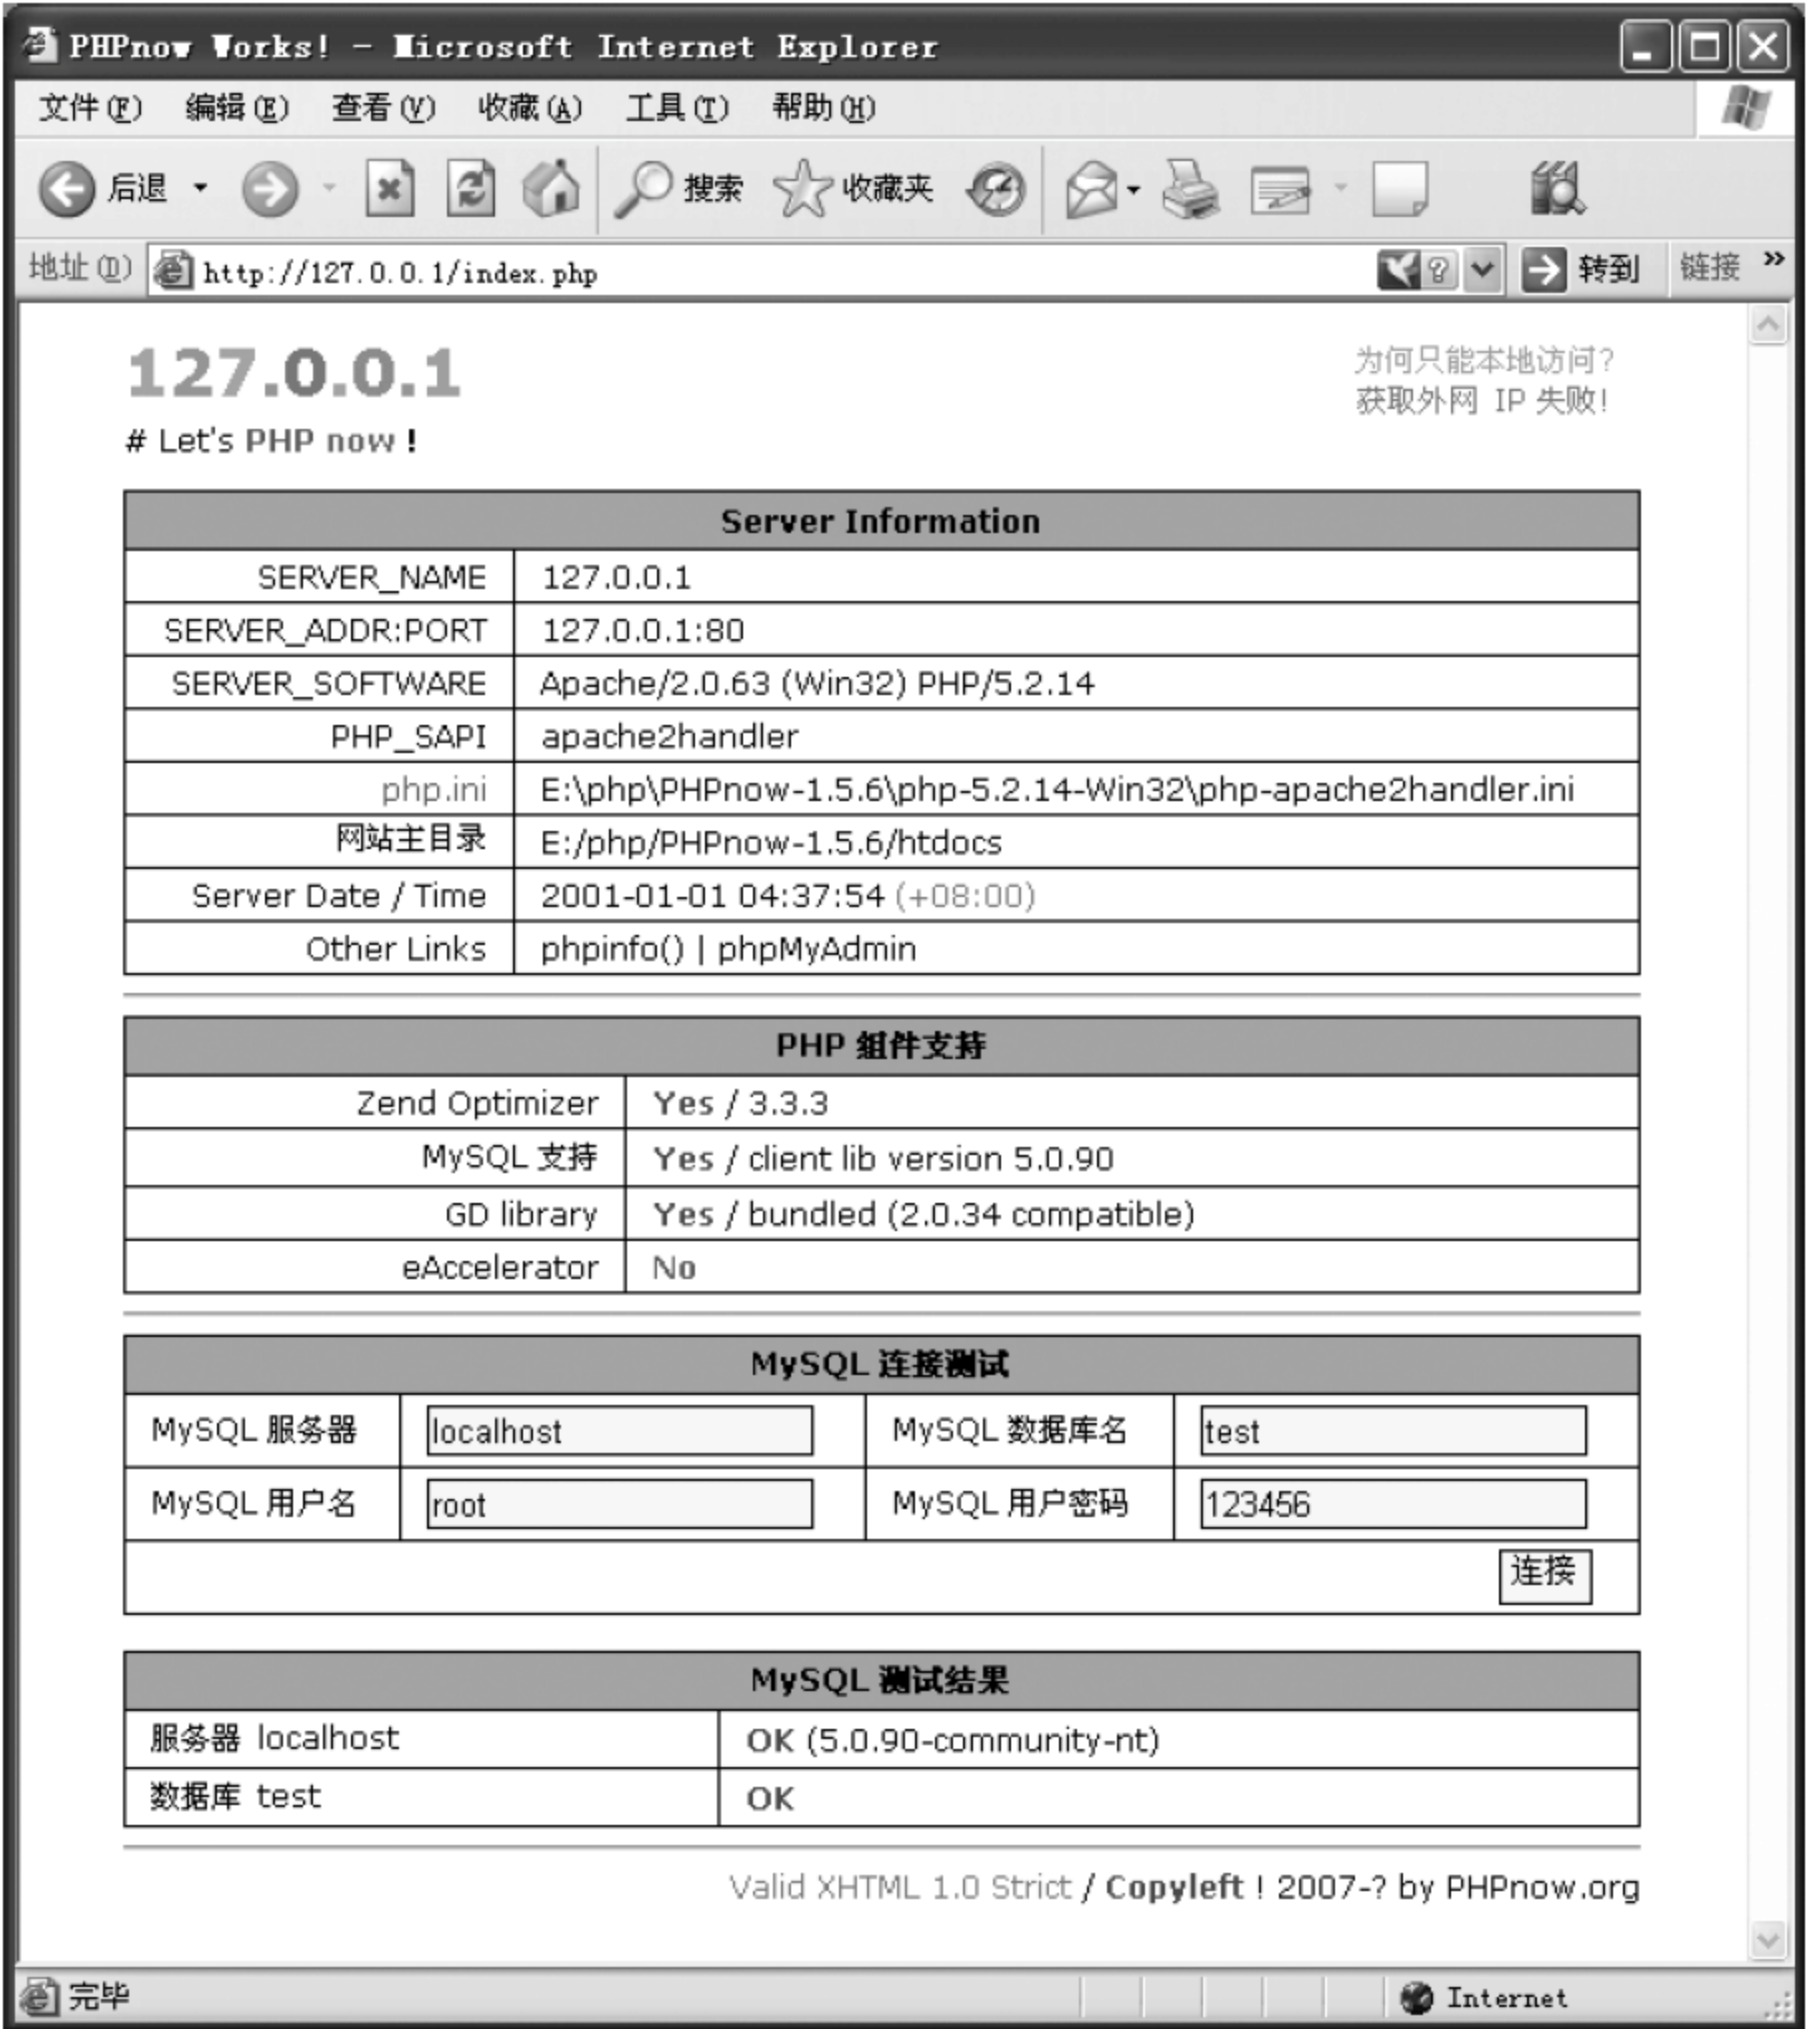 PHPnow Works! - Microsoft Internet Explorer
文件(F) 编辑(E) 查看(V) 收藏(A) 工具(T) 帮助(H)
后退 搜索 收藏夹
地址(D) http://127.0.0.1/index.php 转到 链接 »
127.0.0.1
为何只能本地访问?
获取外网 IP 失败!
# Let's PHP now !
Server Information
SERVER_NAME 127.0.0.1
SERVER_ADDR:PORT 127.0.0.1:80
SERVER_SOFTWARE Apache/2.0.63 (Win32) PHP/5.2.14
PHP_SAPI apache2handler
php.ini E:\php\PHPnow-1.5.6\php-5.2.14-Win32\php-apache2handler.ini
网站主目录 E:/php/PHPnow-1.5.6/htdocs
Server Date / Time 2001-01-01 04:37:54 (+08:00)
Other Links phpinfo() | phpMyAdmin
PHP 组件支持
Zend Optimizer Yes / 3.3.3
MySQL 支持 Yes / client lib version 5.0.90
GD library Yes / bundled (2.0.34 compatible)
eAccelerator No
MySQL 连接测试
MySQL 服务器 localhost MySQL 数据库名 test
MySQL 用户名 root MySQL 用户密码 123456
连接
MySQL 测试结果
服务器 localhost OK (5.0.90-community-nt)
数据库 test OK
Valid XHTML 1.0 Strict / Copyleft ! 2007-? by PHPnow.org
完毕 Internet